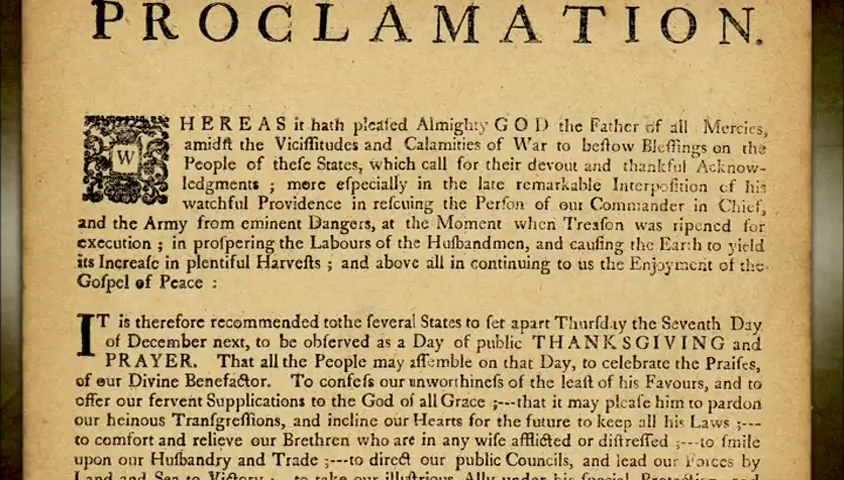 PROCLAMATION.
WHEREAS it hath pleaſed Almighty GOD the Father of all Mercies,
amidſt the Viciſſitudes and Calamities of War to beſtow Bleſſings on the
People of theſe States, which call for their devout and thankful Acknow-
ledgments ; more eſpecially in the late remarkable Interpoſition of his
watchful Providence in reſcuing the Perſon of our Commander in Chief,
and the Army from eminent Dangers, at the Moment when Treaſon was ripened for
execution ; in proſpering the Labours of the Huſbandmen, and cauſing the Earth to yield
its Increaſe in plentiful Harveſts ; and above all in continuing to us the Enjoyment of the
Goſpel of Peace :
IT is therefore recommended tothe ſeveral States to ſet apart Thurſday the Seventh Day
of December next, to be obſerved as a Day of public THANKSGIVING and
PRAYER. That all the People may aſſemble on that Day, to celebrate the Praiſes,
of our Divine Benefactor. To confeſs our unworthineſs of the leaſt of his Favours, and to
offer our fervent Supplications to the God of all Grace ;---that it may pleaſe him to pardon
our heinous Tranſgreſſions, and incline our Hearts for the future to keep all his Laws ;---
to comfort and relieve our Brethren who are in any wiſe afflicted or diſtreſſed ;---to ſmile
upon our Huſbandry and Trade ;---to direct our public Councils, and lead our Forces by
Land and Sea to Victory ;---to take our illuſtrious Ally under his ſpecial Protection, and